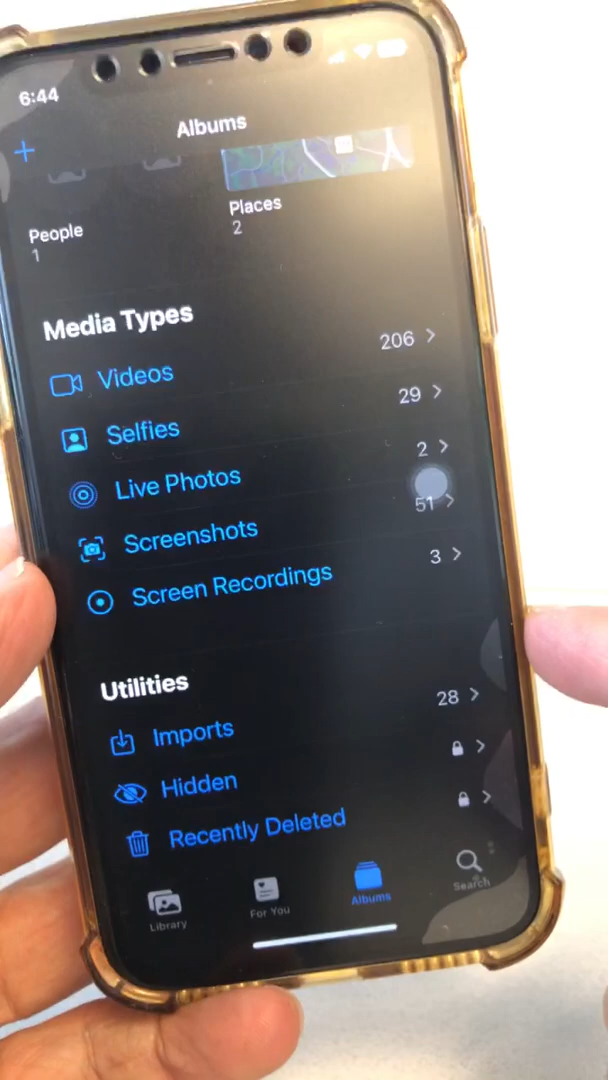 6:44
Albums
+
People
1
Places
2
Media Types
Videos 206
Selfies 29
Live Photos 2
Screenshots 51
Screen Recordings 3
Utilities
Imports 28
Hidden
Recently Deleted
Library
For You
Albums
Search